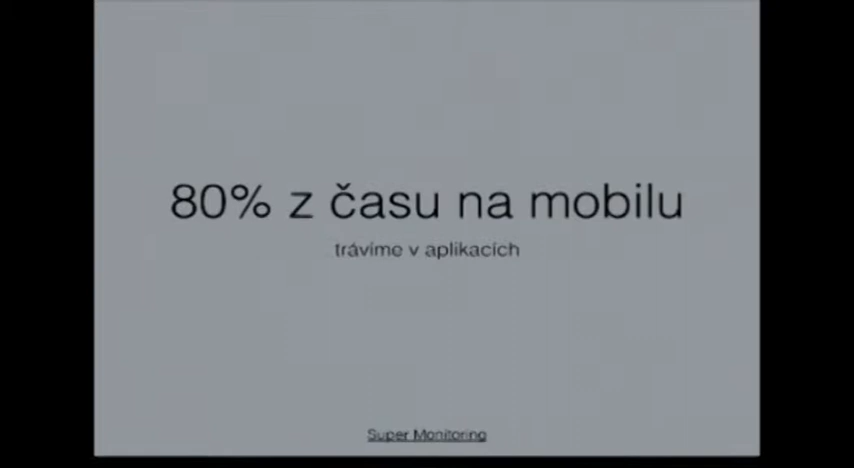 80% z času na mobilu
trávíme v aplikacích
Super Monitoring